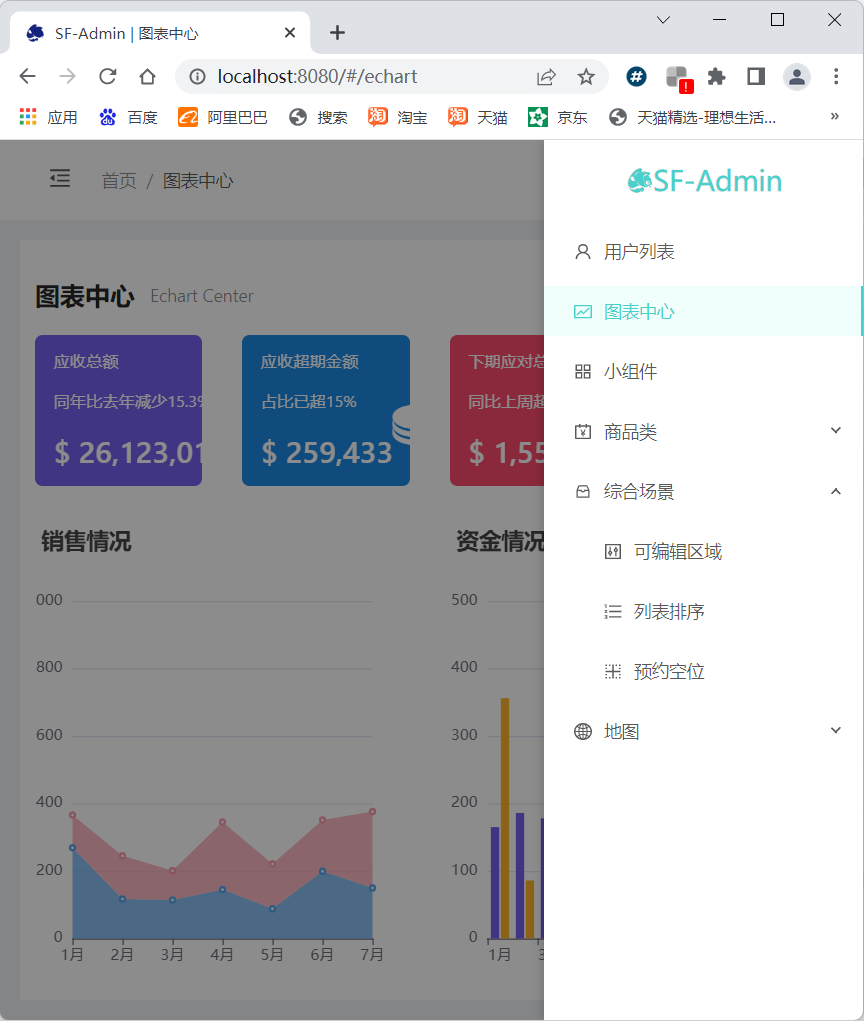 SF-Admin | 图表中心
localhost:8080/#/echart
应用 百度 阿里巴巴 搜索 淘宝 天猫 京东 天猫精选-理想生活... »
首页 / 图表中心
图表中心 Echart Center
应收总额
同年比去年减少15.3%
$ 26,123,01
应收超期金额
占比已超15%
$ 259,433
下期应对总
同比上周超
$ 1,55
销售情况
000
800
600
400
200
0
1月 2月 3月 4月 5月 6月 7月
资金情况
500
400
300
200
100
0
1月 3
SF-Admin
用户列表
图表中心
小组件
商品类
综合场景
可编辑区域
列表排序
预约空位
地图